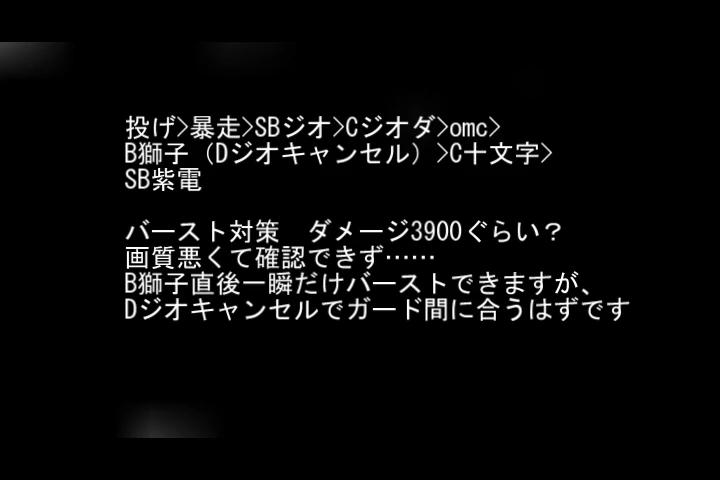 投げ>暴走>SBジオ>Cジオダ>omc>
B獅子（Dジオキャンセル）>C十文字>
SB紫電
バースト対策　ダメージ3900ぐらい？
画質悪くて確認できず……
B獅子直後一瞬だけバーストできますが、
Dジオキャンセルでガード間に合うはずです